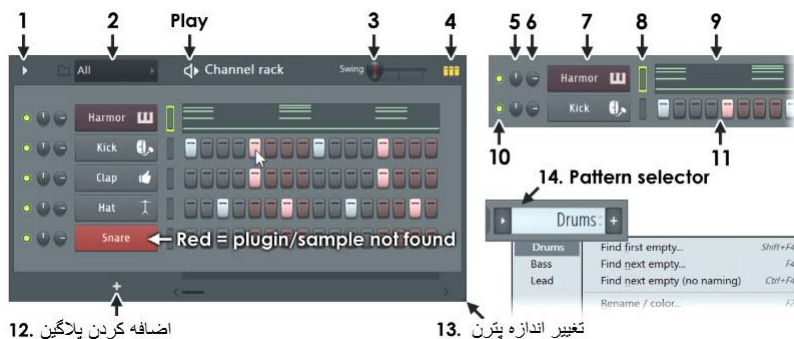 1 2 Play 3 4
All Channel rack Swing
Harmor
Kick
Clap
Hat
Snare Red = plugin/sample not found
+
12. اضافه کردن پلاگین
13. تغییر اندازه پترن
5 6 7 8 9
Harmor
Kick
10 11
14. Pattern selector
Drums +
Drums Find first empty... Shift+F4
Bass Find next empty... F4
Lead Find next empty (no naming) Ctrl+F4
Rename / color... F2